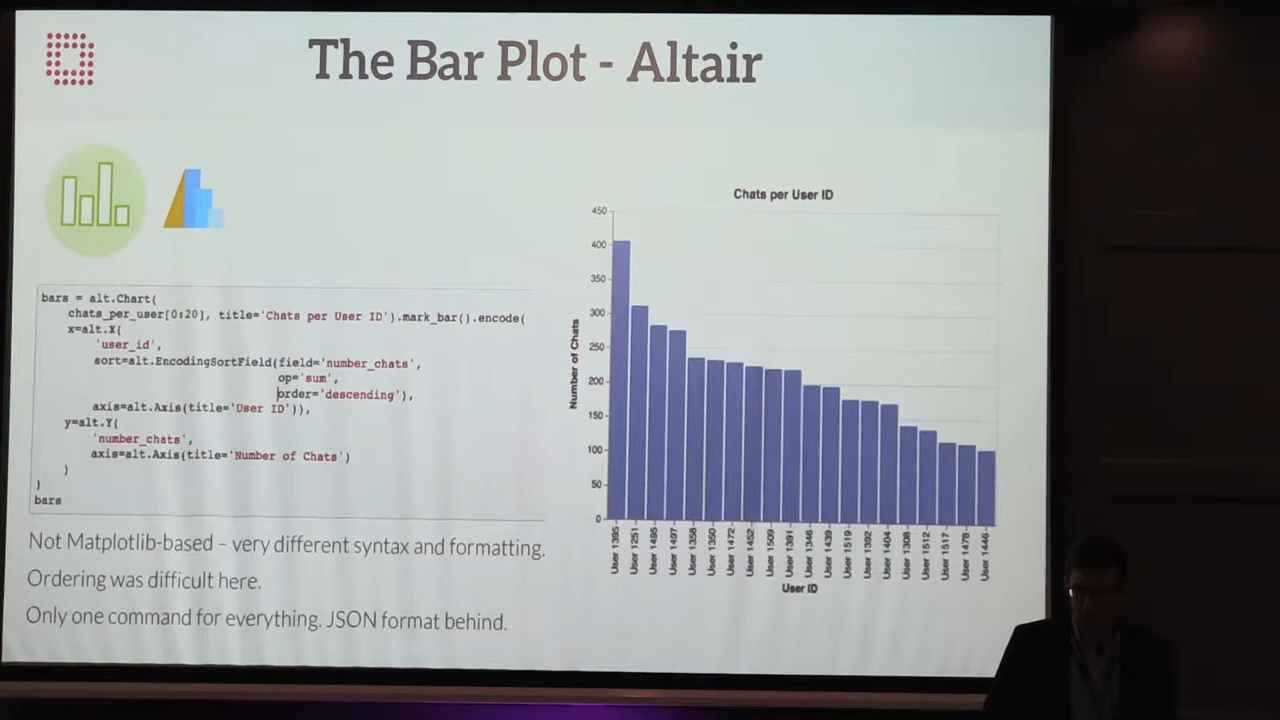 The Bar Plot - Altair
bars = alt.Chart(
chats_per_user[0:20], title='Chats per User ID').mark_bar().encode(
x=alt.X(
'user_id',
sort=alt.EncodingSortField(field='number_chats',
op='sum',
order='descending'),
axis=alt.Axis(title='User ID')),
y=alt.Y(
'number_chats',
axis=alt.Axis(title='Number of Chats')
)
)
bars
Not Matplotlib-based – very different syntax and formatting.
Ordering was difficult here.
Only one command for everything. JSON format behind.
Chats per User ID
Number of Chats
450
400
350
300
250
200
150
100
50
0
User 1395
User 1251
User 1495
User 1497
User 1358
User 1350
User 1472
User 1452
User 1509
User 1391
User 1346
User 1439
User 1519
User 1392
User 1404
User 1308
User 1512
User 1517
User 1478
User 1446
User ID